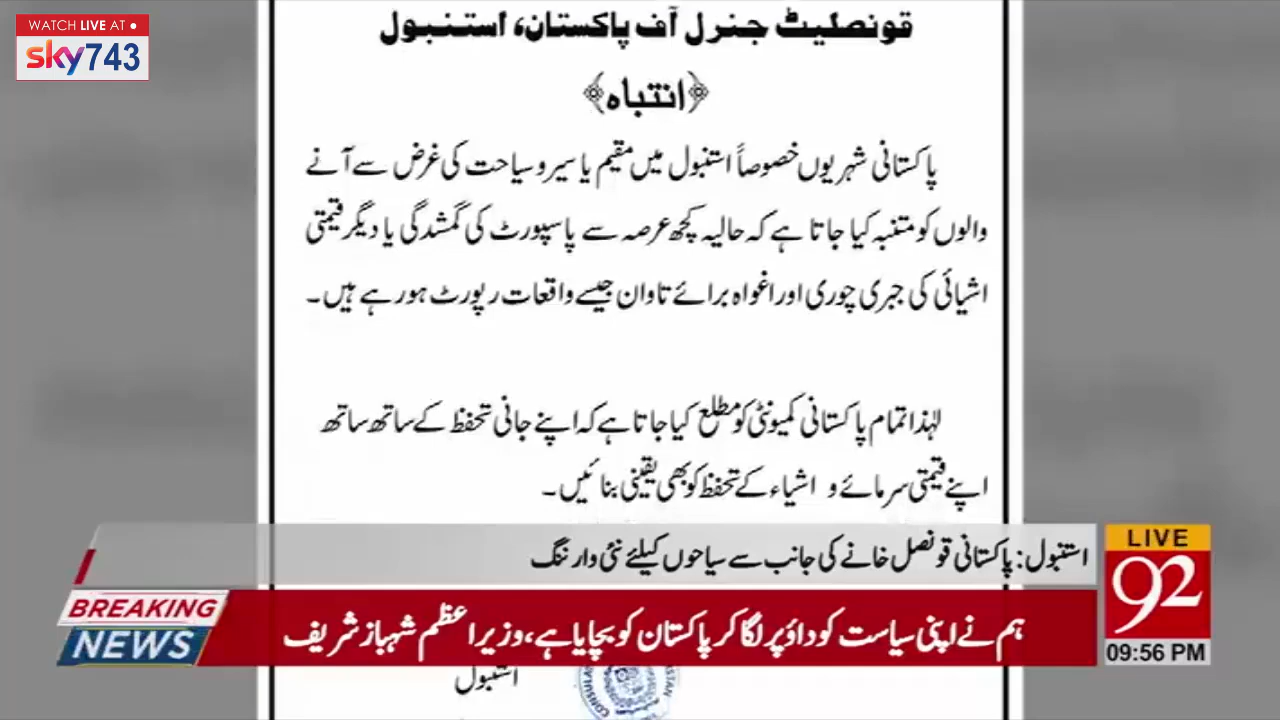 WATCH LIVE AT
sky743
قونصلیٹ جنرل آف پاکستان، استنبول
﴿انتباہ﴾
پاکستانی شہریوں خصوصاً استنبول میں مقیم یا سیر و سیاحت کی غرض سے آنے
والوں کو متنبہ کیا جاتا ہے کہ حالیہ کچھ عرصہ سے پاسپورٹ کی گمشدگی یا دیگر قیمتی
اشیائی کی جبری چوری اور اغواہ برائے تاوان جیسے واقعات رپورٹ ہو رہے ہیں۔
لہٰذا تمام پاکستانی کمیونٹی کو مطلع کیا جاتا ہے کہ اپنے جانی تحفظ کے ساتھ ساتھ
اپنے قیمتی سرمائے و اشیاء کے تحفظ کو بھی یقینی بنائیں۔
استنبول: پاکستانی قونصل خانے کی جانب سے سیاحوں کیلئے نئی وارننگ
LIVE
92
BREAKING
NEWS
ہم نے اپنی سیاست کو داؤ پر لگا کر پاکستان کو بچایا ہے، وزیراعظم شہباز شریف
09:56 PM
استنبول